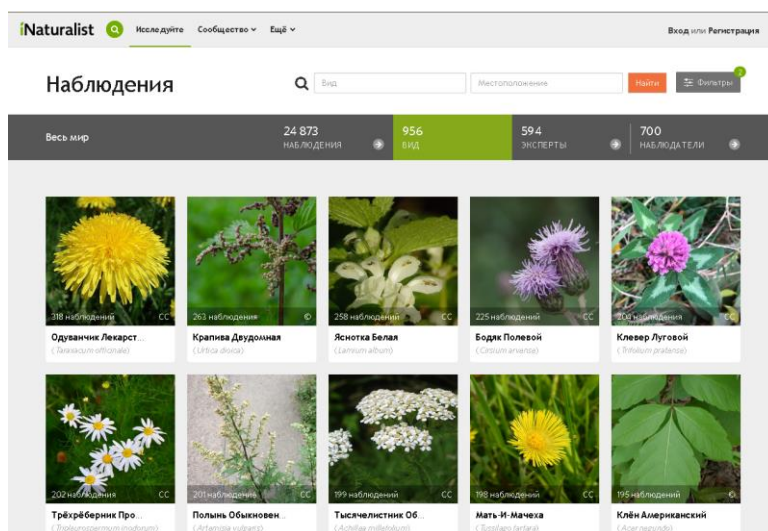 iNaturalist Исследуйте Сообщество Ещё Вход или Регистрация
Наблюдения Вид Местоположение Найти Фильтры 2
Весь мир 24 873 956 594 700
НАБЛЮДЕНИЯ ВИД ЭКСПЕРТЫ НАБЛЮДАТЕЛИ
318 наблюдений CC 263 наблюдения © 258 наблюдений CC 225 наблюдений CC 204 наблюдения CC
Одуванчик Лекарст... Крапива Двудомная Яснотка Белая Бодяк Полевой Клевер Луговой
(Taraxacum officinale) (Urtica dioica) (Lamium album) (Cirsium arvense) (Trifolium pratense)
202 наблюдения CC 201 наблюдение CC 199 наблюдений CC 198 наблюдений CC 195 наблюдений ©
Трёхрёберник Про... Полынь Обыкновен... Тысячелистник Об... Мать-И-Мачеха Клён Американский
(Tripleurospermum inodorum) (Artemisia vulgaris) (Achillea millefolium) (Tussilago farfara) (Acer negundo)